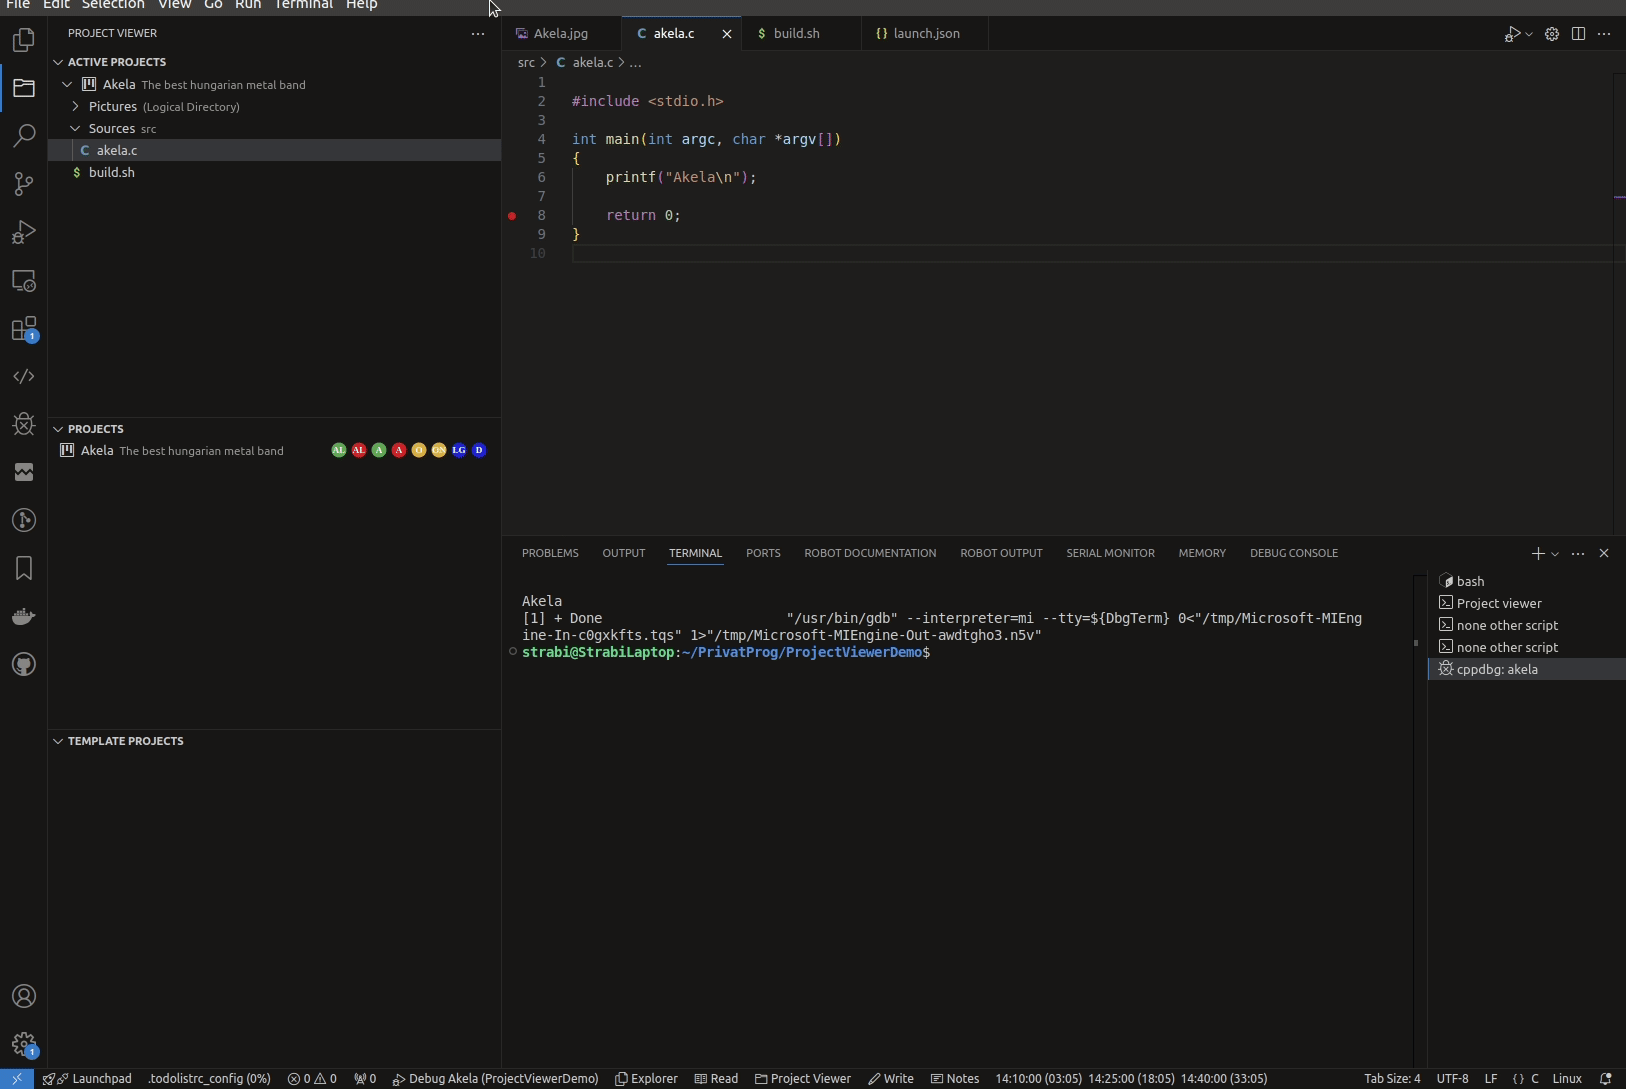 File Edit Selection View Go Run Terminal Help
PROJECT VIEWER
ACTIVE PROJECTS
Akela The best hungarian metal band
Pictures (Logical Directory)
Sources src
C akela.c
$ build.sh
PROJECTS
Akela The best hungarian metal band AL AL A A O ON LG D
TEMPLATE PROJECTS
Akela.jpg
C akela.c
$ build.sh
{} launch.json
src > C akela.c > ...
1
2 #include <stdio.h>
3
4 int main(int argc, char *argv[])
5 {
6 printf("Akela\n");
7
8 return 0;
9 }
10
PROBLEMS OUTPUT TERMINAL PORTS ROBOT DOCUMENTATION ROBOT OUTPUT SERIAL MONITOR MEMORY DEBUG CONSOLE
Akela
[1] + Done "/usr/bin/gdb" --interpreter=mi --tty=${DbgTerm} 0<"/tmp/Microsoft-MIEng
ine-In-c0gxkfts.tqs" 1>"/tmp/Microsoft-MIEngine-Out-awdtgho3.n5v"
strabi@StrabiLaptop:~/PrivatProg/ProjectViewerDemo$
bash
Project viewer
none other script
none other script
cppdbg: akela
1
1
Launchpad .todolistrc_config (0%) 0 0 0 Debug Akela (ProjectViewerDemo) Explorer Read Project Viewer Write Notes 14:10:00 (03:05) 14:25:00 (18:05) 14:40:00 (33:05) Tab Size: 4 UTF-8 LF {} C Linux